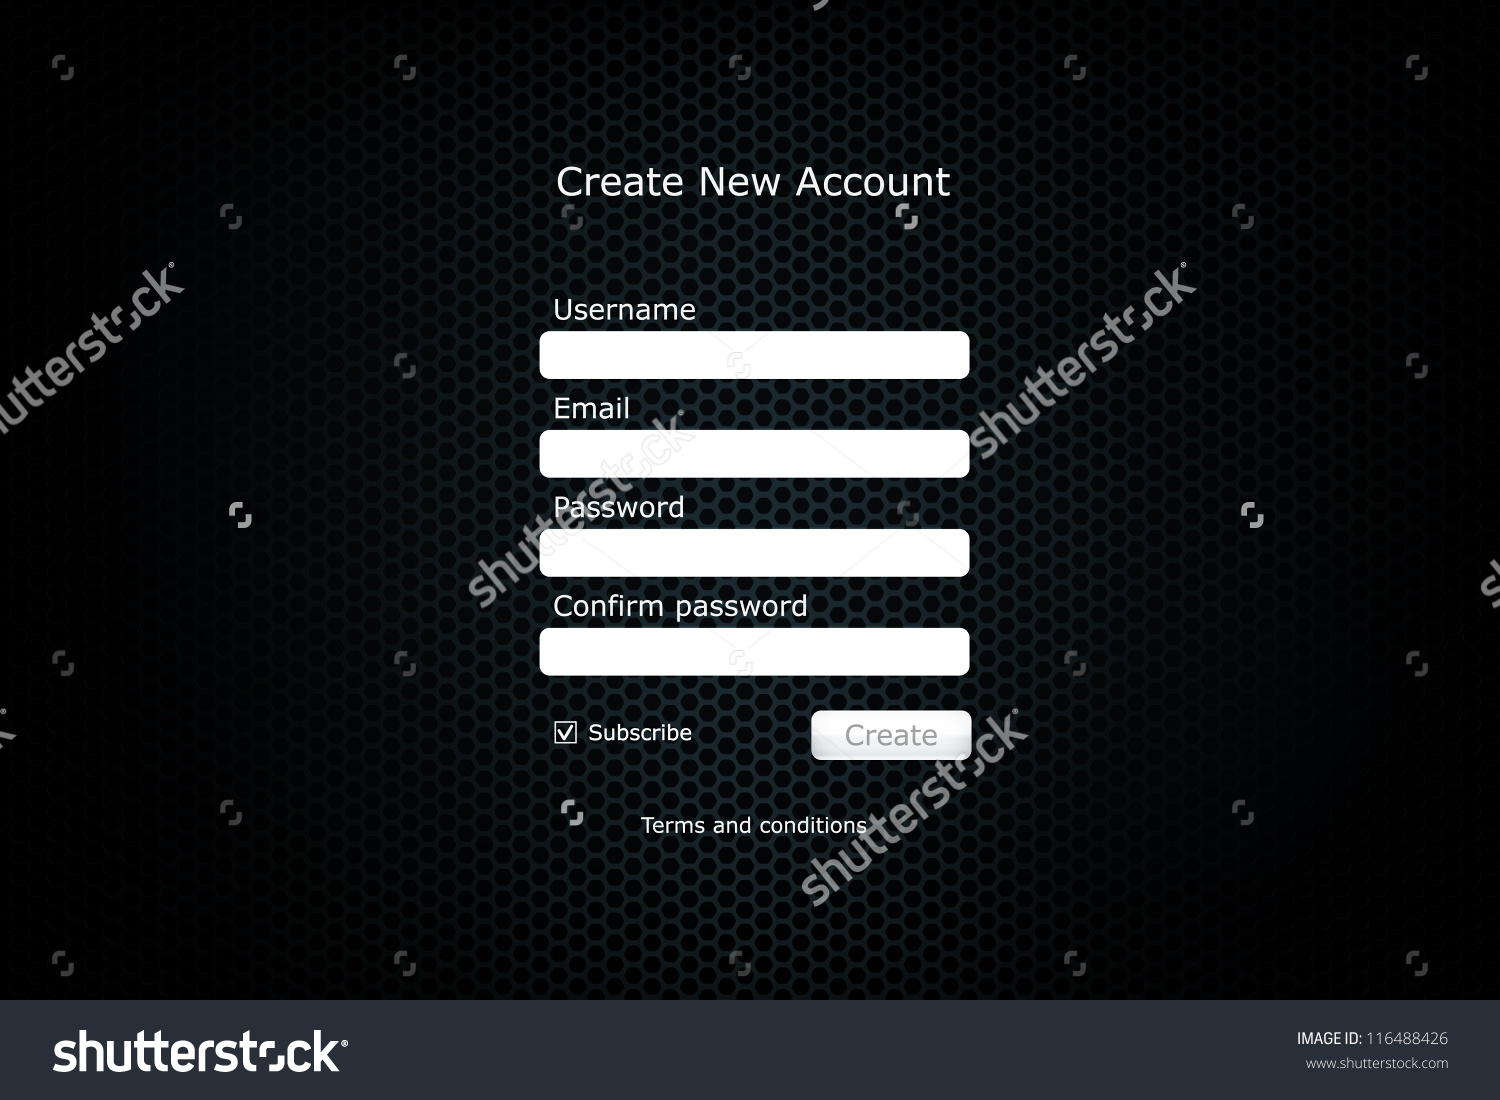 Create New Account
Username
Email
Password
Confirm password
Subscribe
Create
Terms and conditions
shutterstock®
shutterstock®
shutterstock®
shutterstock®
shutterstock®
IMAGE ID: 116488426
www.shutterstock.com